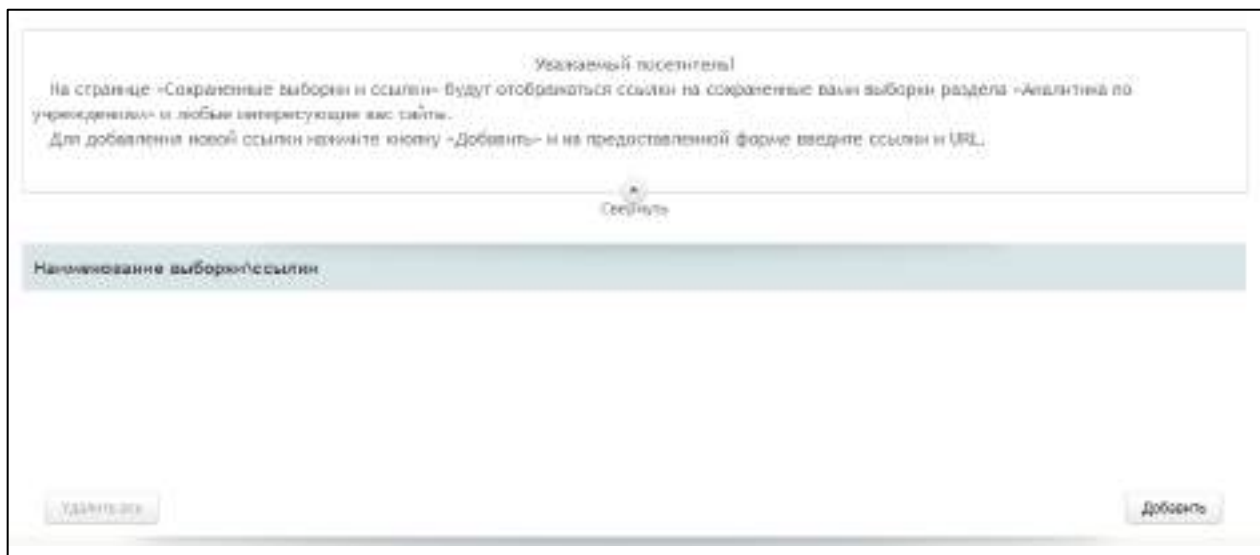 Уважаемый посетитель!
На странице «Сохраненные выборки и ссылки» будут отображаться ссылки на сохраненные вами выборки раздела «Аналитика по
учреждениям» и любые интересующие вас сайты.
Для добавления новой ссылки нажмите кнопку «Добавить» и на предоставленной форме введите ссылки и URL.
Свернуть
Наименование выборки\ссылки
Удалить все
Добавить